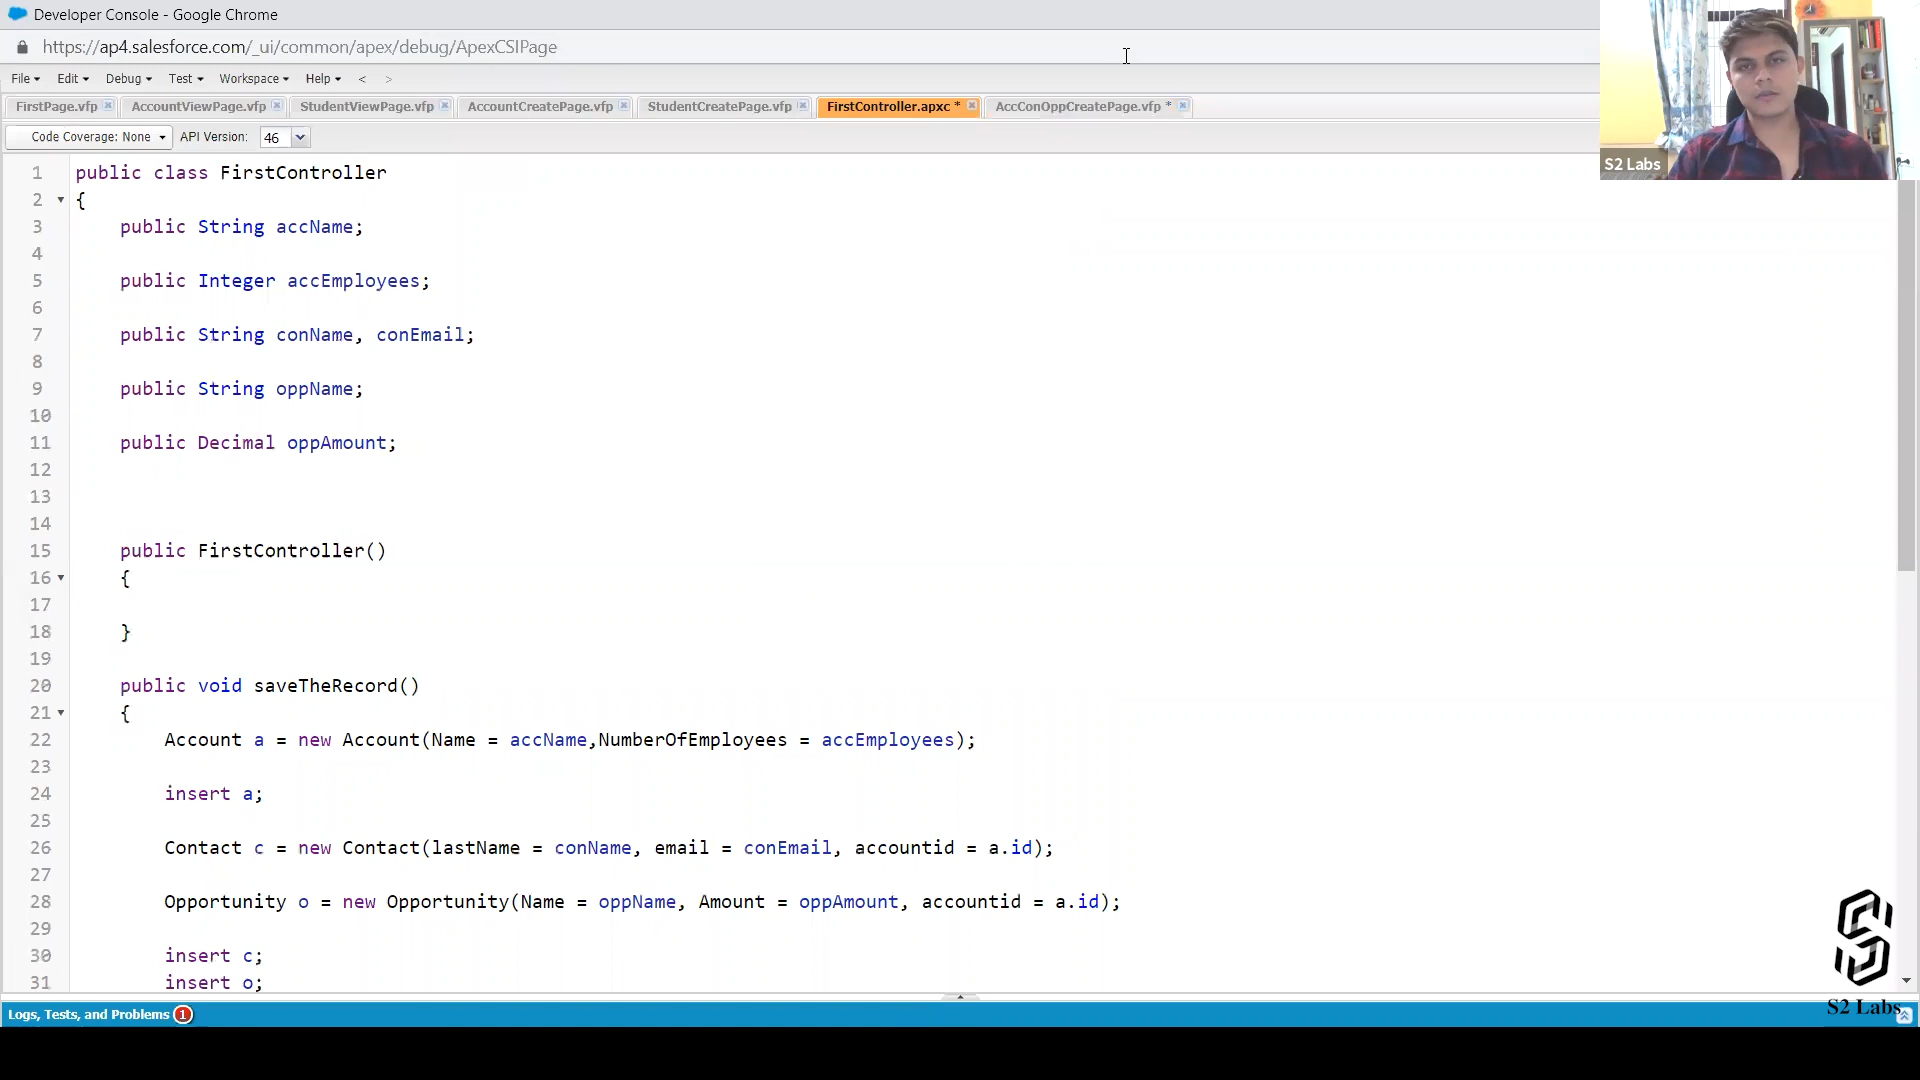 Developer Console - Google Chrome
https://ap4.salesforce.com/_ui/common/apex/debug/ApexCSIPage
File Edit Debug Test Workspace Help < >
FirstPage.vfp AccountViewPage.vfp StudentViewPage.vfp AccountCreatePage.vfp StudentCreatePage.vfp FirstController.apxc * AccConOppCreatePage.vfp *
Code Coverage: None API Version: 46
S2 Labs
1 public class FirstController
2 {
3 public String accName;
4
5 public Integer accEmployees;
6
7 public String conName, conEmail;
8
9 public String oppName;
10
11 public Decimal oppAmount;
12
13
14
15 public FirstController()
16 {
17
18 }
19
20 public void saveTheRecord()
21 {
22 Account a = new Account(Name = accName,NumberOfEmployees = accEmployees);
23
24 insert a;
25
26 Contact c = new Contact(lastName = conName, email = conEmail, accountid = a.id);
27
28 Opportunity o = new Opportunity(Name = oppName, Amount = oppAmount, accountid = a.id);
29
30 insert c;
31 insert o;
S2 Labs
Logs, Tests, and Problems 1